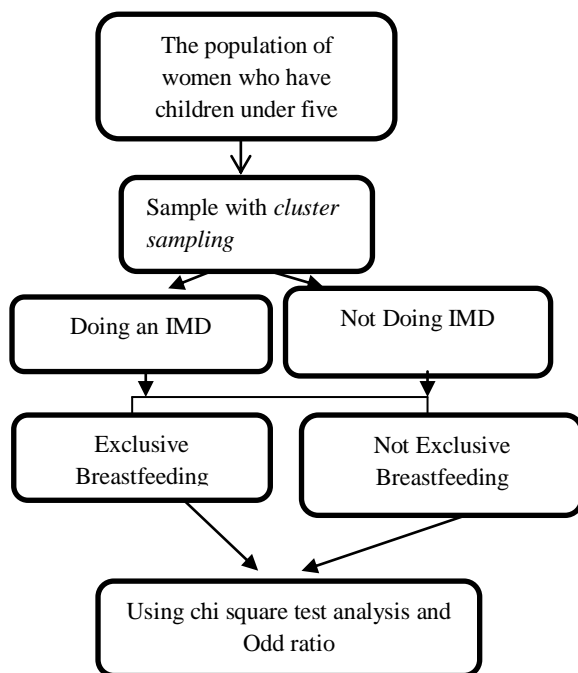 The population of
women who have
children under five
Sample with cluster
sampling
Doing an IMD
Not Doing IMD
Exclusive
Breastfeeding
Not Exclusive
Breastfeeding
Using chi square test analysis and
Odd ratio